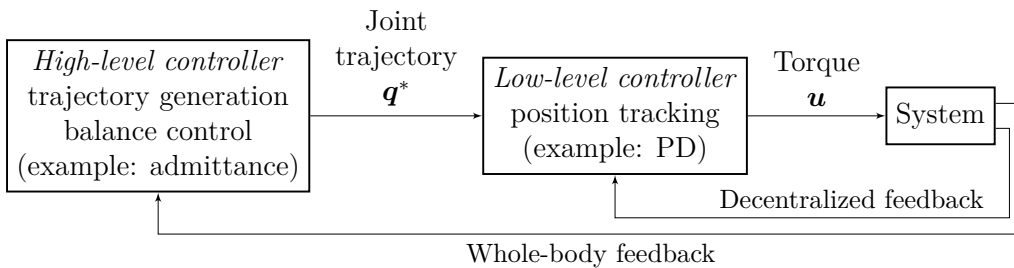 High-level controller
trajectory generation
balance control
(example: admittance)
Joint
trajectory
q*
Low-level controller
position tracking
(example: PD)
Torque
u
System
Decentralized feedback
Whole-body feedback